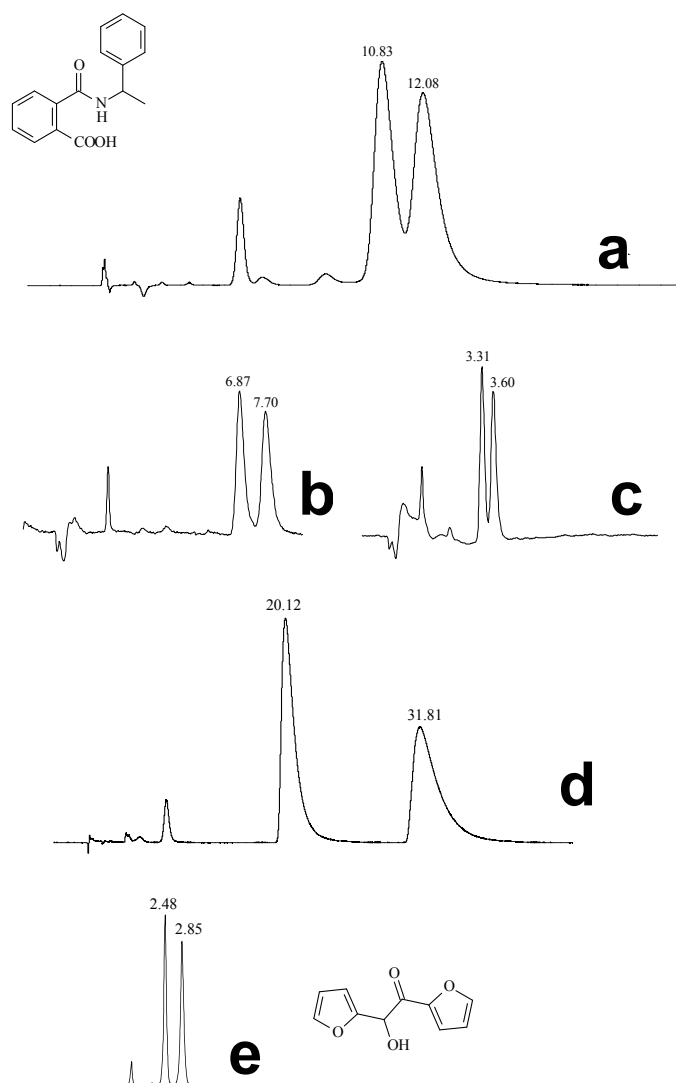 O
N
H
COOH
10.83
12.08
a
3.31
3.60
6.87
7.70
b
c
20.12
31.81
d
2.48
2.85
O
O
O
OH
e